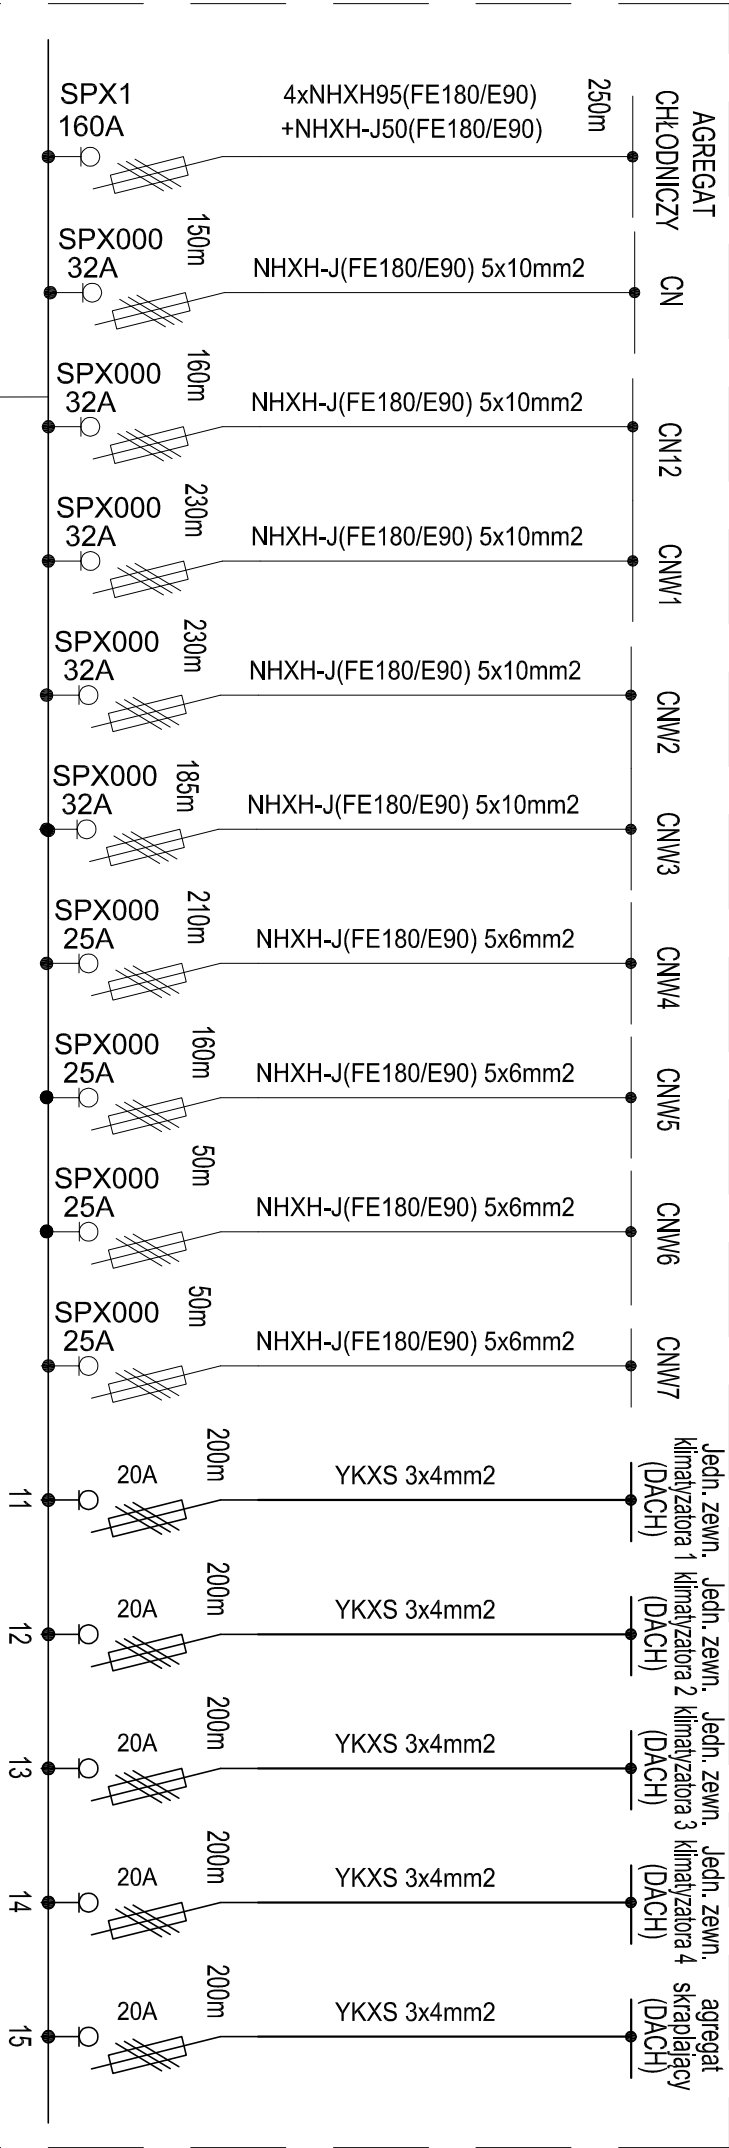 SPX1
160A
4xNHXH95(FE180/E90)
+NHXH-J50(FE180/E90)
250m
AGREGAT
CHŁODNICZY
SPX000
32A
150m
NHXH-J(FE180/E90) 5x10mm2
CN
SPX000
32A
160m
NHXH-J(FE180/E90) 5x10mm2
CN12
SPX000
32A
230m
NHXH-J(FE180/E90) 5x10mm2
CNW1
SPX000
32A
230m
NHXH-J(FE180/E90) 5x10mm2
CNW2
SPX000
32A
185m
NHXH-J(FE180/E90) 5x10mm2
CNW3
SPX000
25A
210m
NHXH-J(FE180/E90) 5x6mm2
CNW4
SPX000
25A
160m
NHXH-J(FE180/E90) 5x6mm2
CNW5
SPX000
25A
50m
NHXH-J(FE180/E90) 5x6mm2
CNW6
SPX000
25A
50m
NHXH-J(FE180/E90) 5x6mm2
CNW7
11
20A
200m
YKXS 3x4mm2
Jedn. zewn.
klimatyzatora 1
(DACH)
12
20A
200m
YKXS 3x4mm2
Jedn. zewn.
klimatyzatora 2
(DACH)
13
20A
200m
YKXS 3x4mm2
Jedn. zewn.
klimatyzatora 3
(DACH)
14
20A
200m
YKXS 3x4mm2
Jedn. zewn.
klimatyzatora 4
(DACH)
15
20A
200m
YKXS 3x4mm2
agregat
skraplający
(DACH)